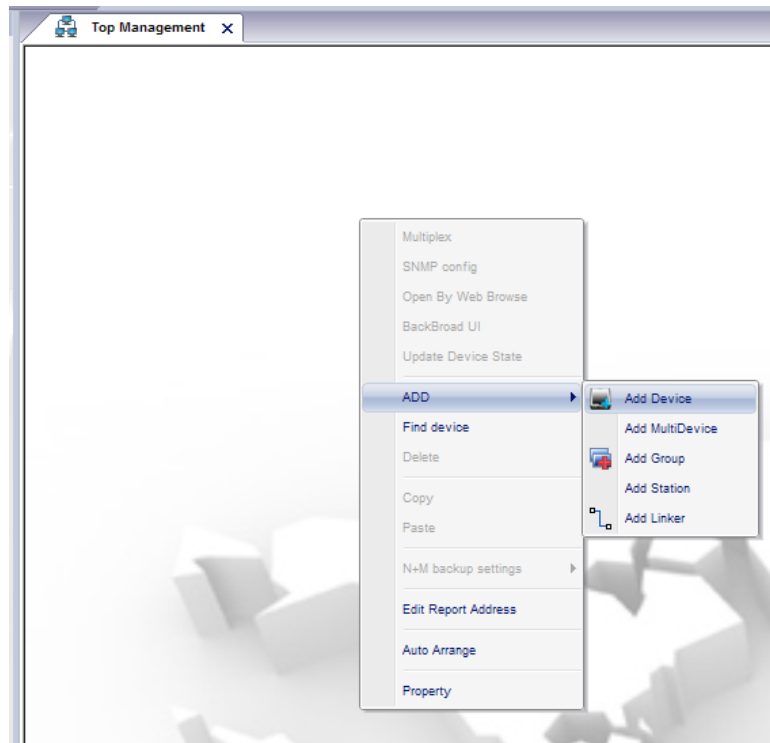 Top Management
Multiplex
SNMP config
Open By Web Browse
BackBroad UI
Update Device State
ADD
Find device
Delete
Copy
Paste
N+M backup settings
Edit Report Address
Auto Arrange
Property
Add Device
Add MultiDevice
Add Group
Add Station
Add Linker